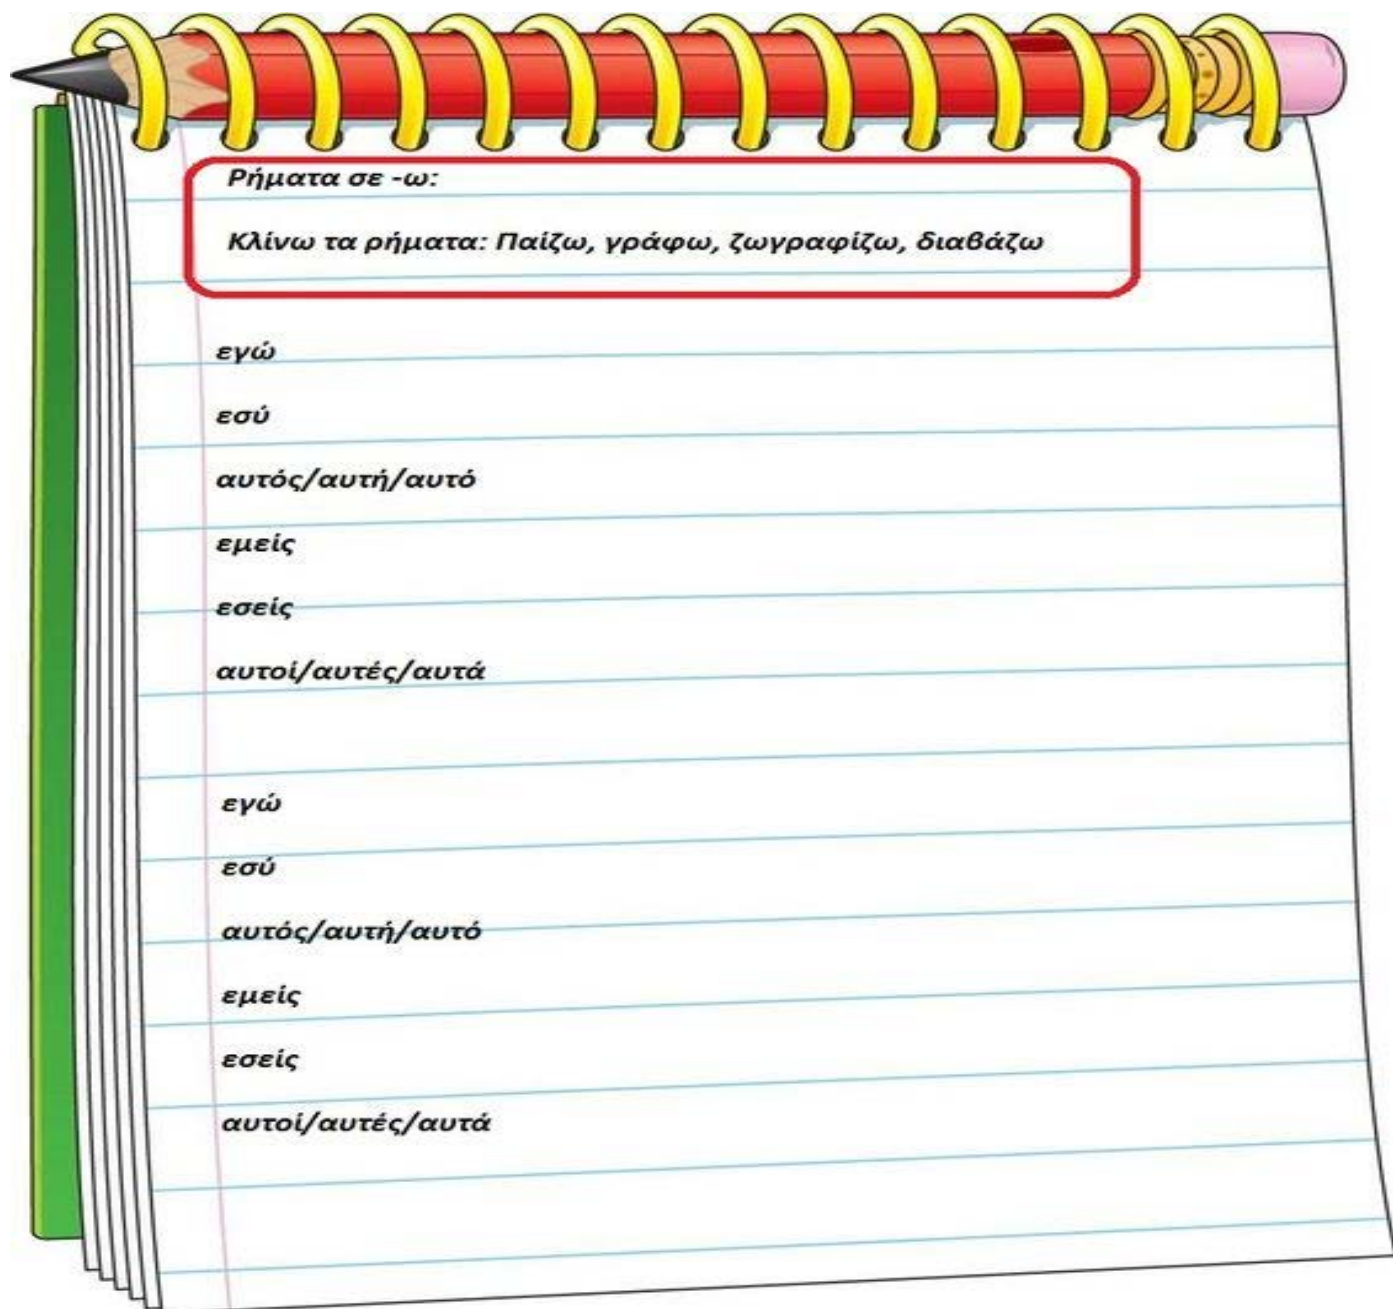 Ρήματα σε -ω:
Κλίνω τα ρήματα: Παίζω, γράφω, ζωγραφίζω, διαβάζω
εγώ
εσύ
αυτός/αυτή/αυτό
εμείς
εσείς
αυτοί/αυτές/αυτά
εγώ
εσύ
αυτός/αυτή/αυτό
εμείς
εσείς
αυτοί/αυτές/αυτά